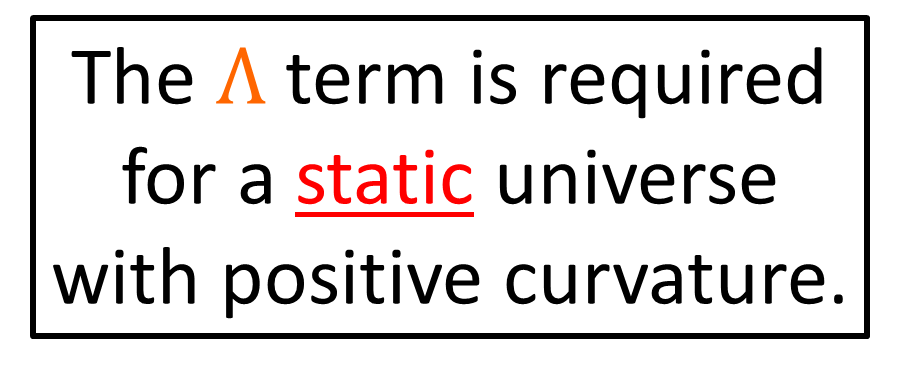 The Λ term is required
for a static universe
with positive curvature.